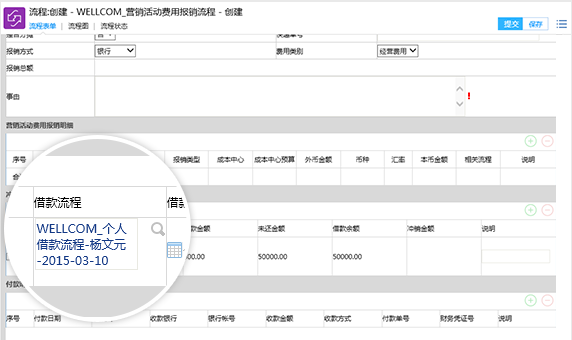 流程:创建 - WELLCOM_营销活动费用报销流程 - 创建
流程表单 流程图 流程状态
提交 保存
报销方式 银行 费用类别 经营费用
报销总额
事由 !
营销活动费用报销明细
序号 报销类型 成本中心 成本中心预算 外币金额 币种 汇率 本币金额 相关流程 说明
借款流程
款金额 未还金额 借款余额 冲销金额 说明
WELLCOM_个人
借款流程-杨文元
-2015-03-10
50000.00 50000.00
序号 付款日期 收款银行 银行帐号 收款金额 收款方式 付款单号 财务凭证号 说明